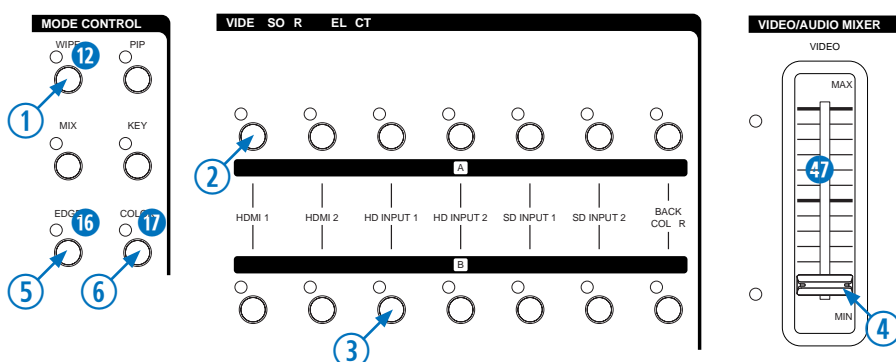 MODE CONTROL
WIPE 12 PIP
1
MIX KEY
EDGE 16 COLOR 17
5 6
VIDE SO R EL CT
2
A
HDMI 1 HDMI 2 HD INPUT 1 HD INPUT 2 SD INPUT 1 SD INPUT 2 BACK
COL R
B
3
VIDEO/AUDIO MIXER
VIDEO
MAX
47
MIN
4